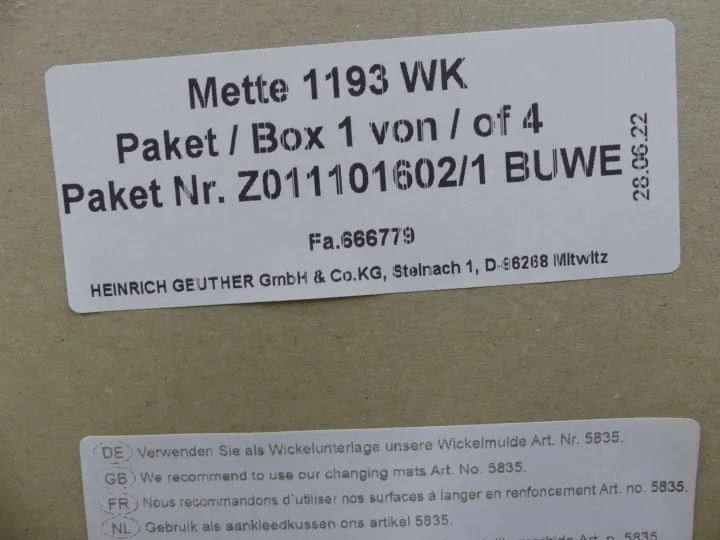 Mette 1193 WK
Paket / Box 1 von / of 4
Paket Nr. Z011101602/1 BUWE
28.06.22
Fa.666779
HEINRICH GEUTHER GmbH & Co.KG, Steinach 1, D-96268 Mitwitz
DE Verwenden Sie als Wickelunterlage unsere Wickelmulde Art. Nr. 5835.
GB We recommend to use our changing mats Art. No. 5835.
FR Nous recommandons d'utiliser nos surfaces à langer en renfoncement Art. no. 5835.
NL Gebruik als aankleedkussen ons artikel 5835.
Art. n. 5835